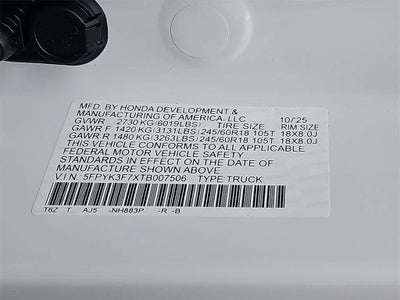 MFD. BY HONDA DEVELOPMENT &
MANUFACTURING OF AMERICA, LLC 10/25
GVWR 2730 KG(6019LBS) TIRE SIZE RIM SIZE
GAWR F 1420 KG(3131LBS) 245/60R18 105T 18X8.0J
GAWR R 1480 KG(3263LBS) 245/60R18 105T 18X8.0J
THIS VEHICLE CONFORMS TO ALL APPLICABLE
FEDERAL MOTOR VEHICLE SAFETY
STANDARDS IN EFFECT ON THE DATE OF
MANUFACTURE SHOWN ABOVE.
V.I.N. 5FPYK3F7XTB007506 TYPE:TRUCK
T6Z T AJ5 -NH883P -R -B